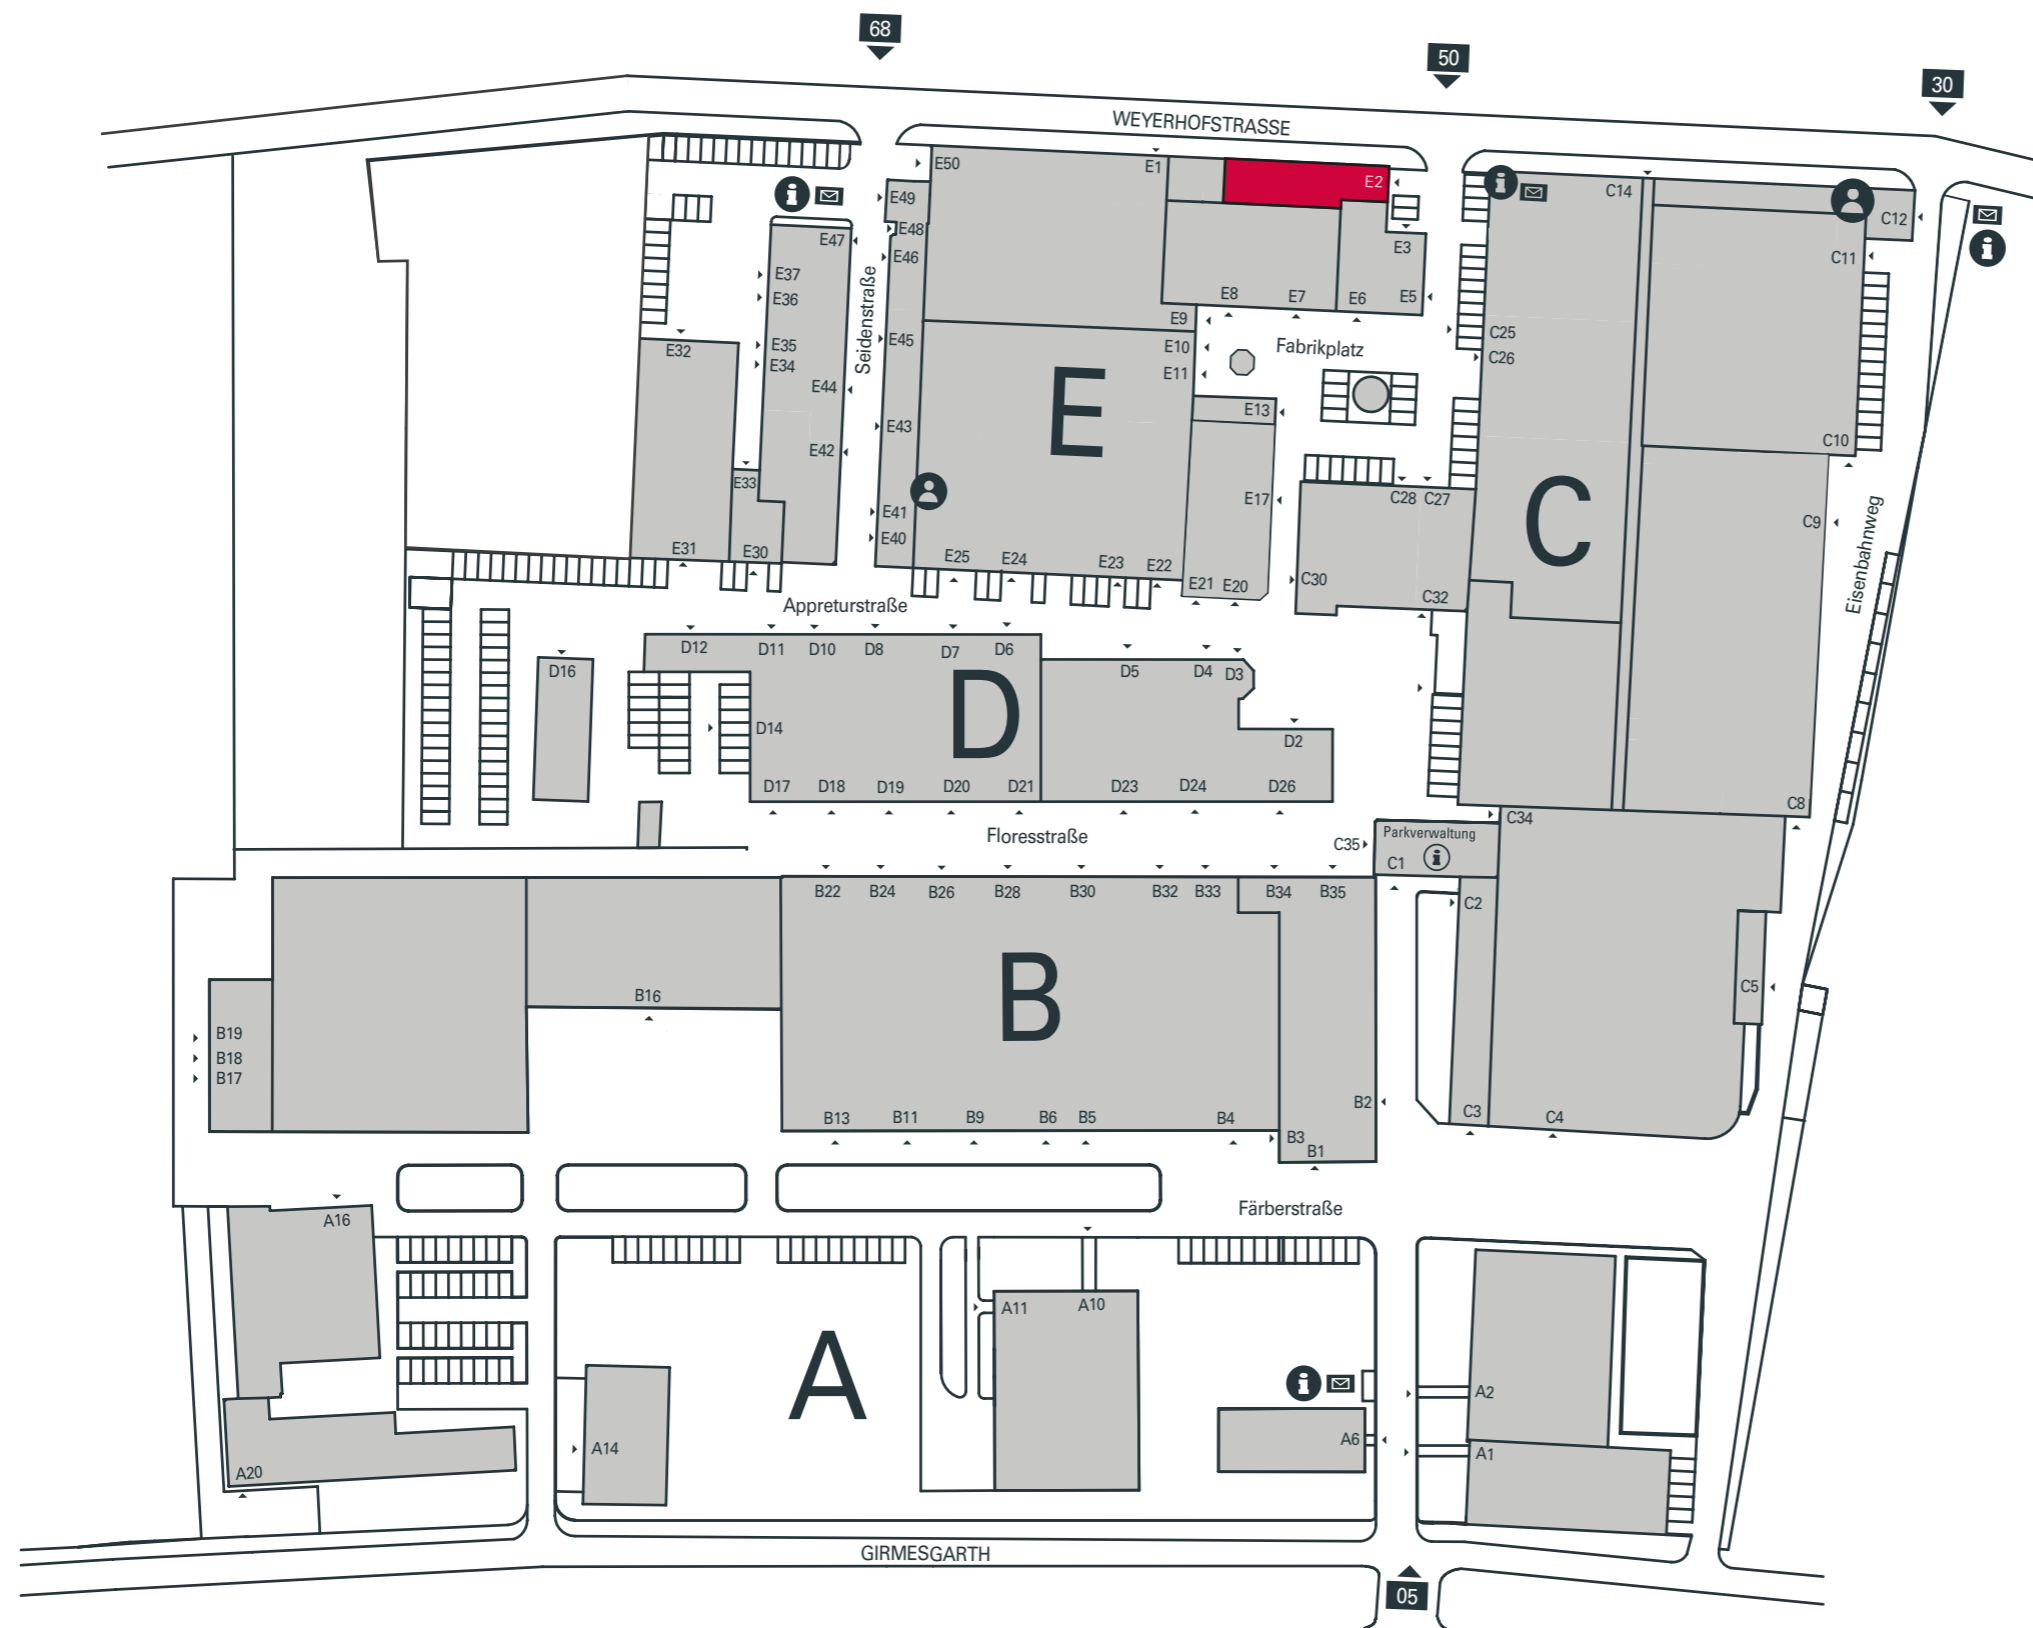 68
50
30
WEYERHOFSTRASSE
E50
E1
E2
C14
C12
E49
E48
E47
E46
E3
C11
E37
E36
Seidenstraße
E8
E7
E6
E5
E9
E10
E11
Fabrikplatz
C25
C26
E45
E35
E34
E32
E44
E
E13
E43
E42
C10
E33
E17
C28
C27
C
C9
Eisenbahnweg
E41
E40
E31
E30
E25
E24
E23
E22
E21
E20
C30
C32
Appreturstraße
D12
D11
D10
D8
D7
D6
D16
D5
D4
D3
D
D14
D2
D17
D18
D19
D20
D21
D23
D24
D26
C8
C34
Floresstraße
C35
Parkverwaltung
C1
B22
B24
B26
B28
B30
B32
B33
B34
B35
C2
B16
B
C5
B19
B18
B17
B13
B11
B9
B6
B5
B4
B2
B3
B1
C3
C4
Färberstraße
A16
A11
A10
A
A2
A14
A6
A1
A20
GIRMESGARTH
05